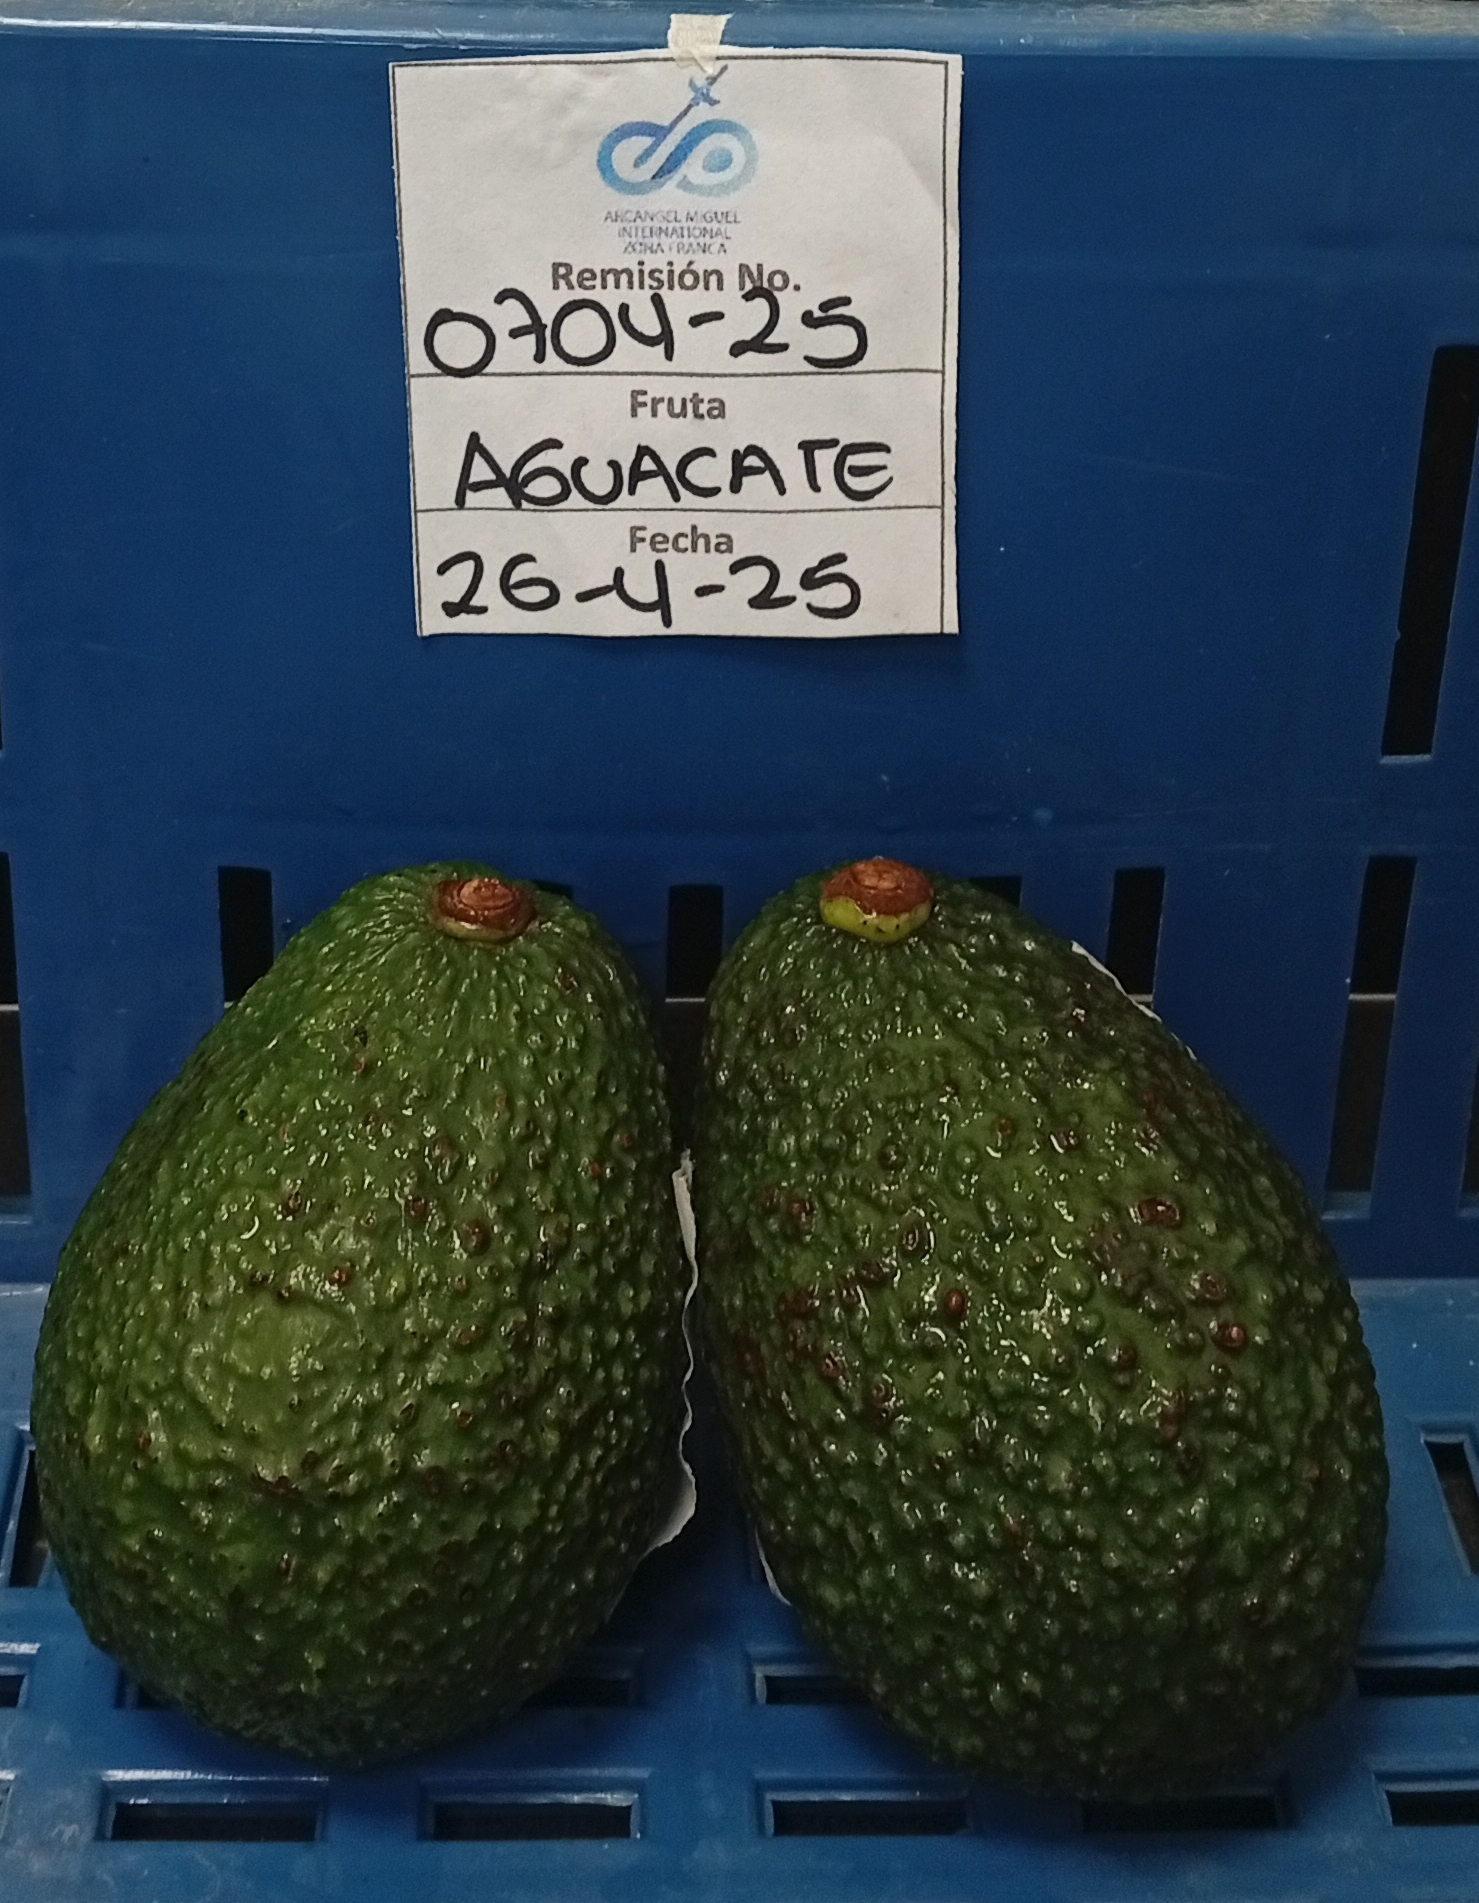 ARCANGEL MIGUEL
INTERNATIONAL
ZONA FRANCA
Remisión No.
0704-25
Fruta
AGUACATE
Fecha
26-4-25